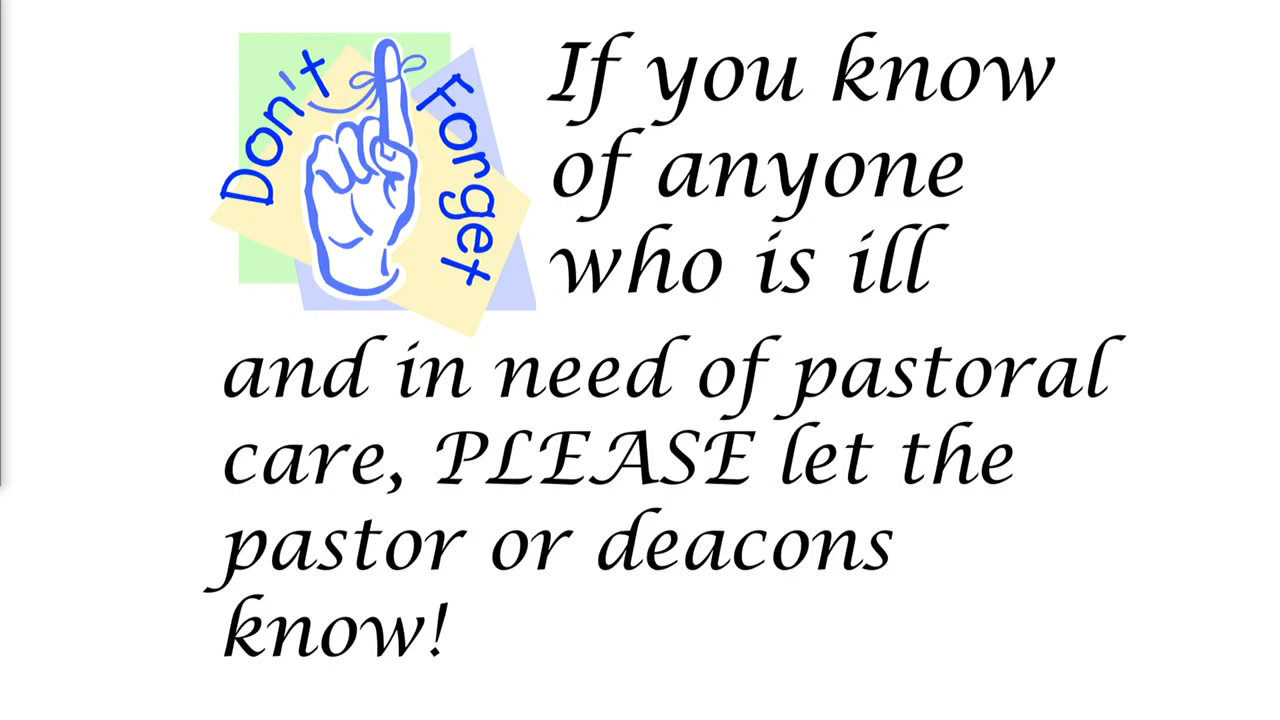 Don't Forget
If you know
of anyone
who is ill
and in need of pastoral
care, PLEASE let the
pastor or deacons
know!